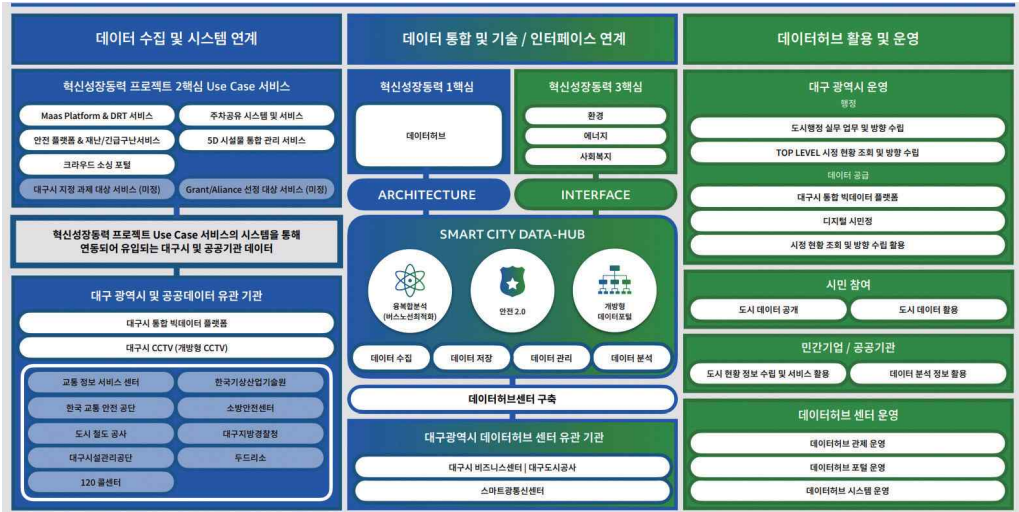 데이터 수집 및 시스템 연계
혁신성장동력 프로젝트 2핵심 Use Case 서비스
Maas Platform & DRT 서비스
주차공유 시스템 및 서비스
안전 플랫폼 & 재난/긴급구난서비스
5D 시설물 통합 관리 서비스
크라우드 소싱 포털
대구시 지정 과제 대상 서비스 (미정)
Grant/Aliance 선정 대상 서비스 (미정)
혁신성장동력 프로젝트 Use Case 서비스의 시스템을 통해
연동되어 유입되는 대구시 및 공공기관 데이터
대구 광역시 및 공공데이터 유관 기관
대구시 통합 빅데이터 플랫폼
대구시 CCTV (개방형 CCTV)
교통 정보 서비스 센터
한국기상산업기술원
한국 교통 안전 공단
소방안전센터
도시 철도 공사
대구지방경찰청
대구시설관리공단
두드리소
120 콜센터
데이터 통합 및 기술 / 인터페이스 연계
혁신성장동력 1핵심
데이터허브
혁신성장동력 3핵심
환경
에너지
사회복지
ARCHITECTURE
INTERFACE
SMART CITY DATA-HUB
융복합분석
(버스노선최적화)
안전 2.0
개방형
데이터포털
데이터 수집
데이터 저장
데이터 관리
데이터 분석
데이터허브센터 구축
대구광역시 데이터허브 센터 유관 기관
대구시 비즈니스센터 | 대구도시공사
스마트광통신센터
데이터허브 활용 및 운영
대구 광역시 운영
행정
도시행정 실무 업무 및 방향 수립
TOP LEVEL 시정 현황 조회 및 방향 수립
데이터 공급
대구시 통합 빅데이터 플랫폼
디지털 시민정
시정 현황 조회 및 방향 수립 활용
시민 참여
도시 데이터 공개
도시 데이터 활용
민간기업 / 공공기관
도시 현황 정보 수립 및 서비스 활용
데이터 분석 정보 활용
데이터허브 센터 운영
데이터허브 관제 운영
데이터허브 포털 운영
데이터허브 시스템 운영